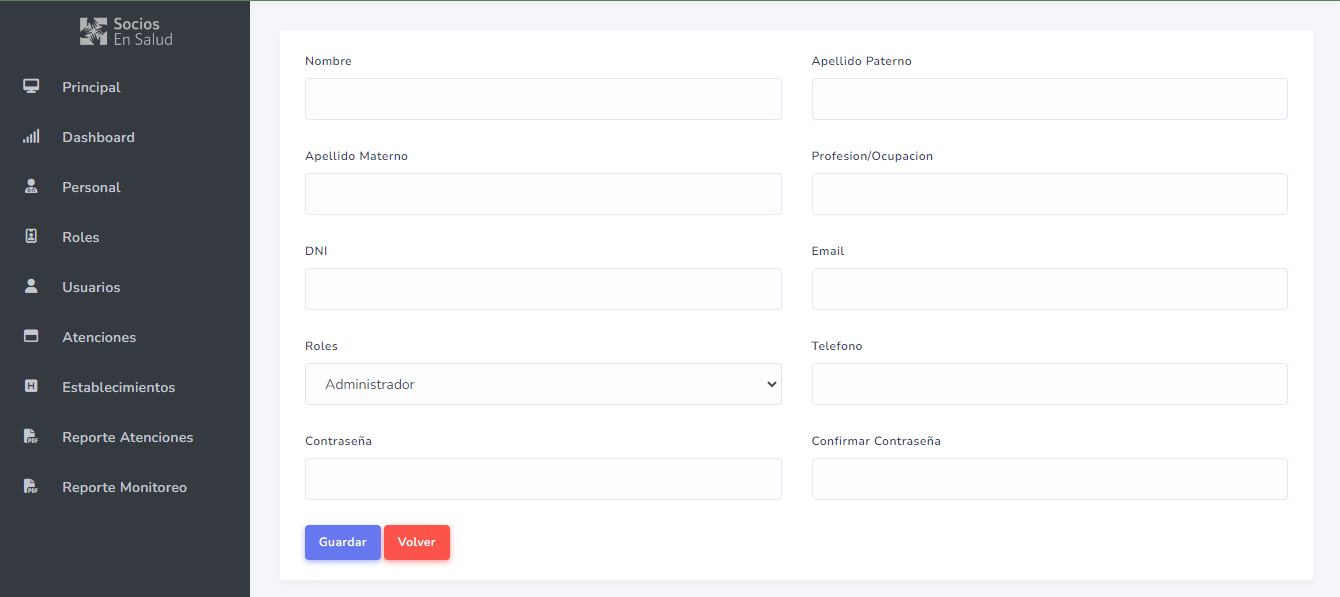 Socios
En Salud
Principal
Dashboard
Personal
Roles
Usuarios
Atenciones
Establecimientos
Reporte Atenciones
Reporte Monitoreo
Nombre
Apellido Paterno
Apellido Materno
Profesion/Ocupacion
DNI
Email
Roles
Administrador
Telefono
Contraseña
Confirmar Contraseña
Guardar
Volver